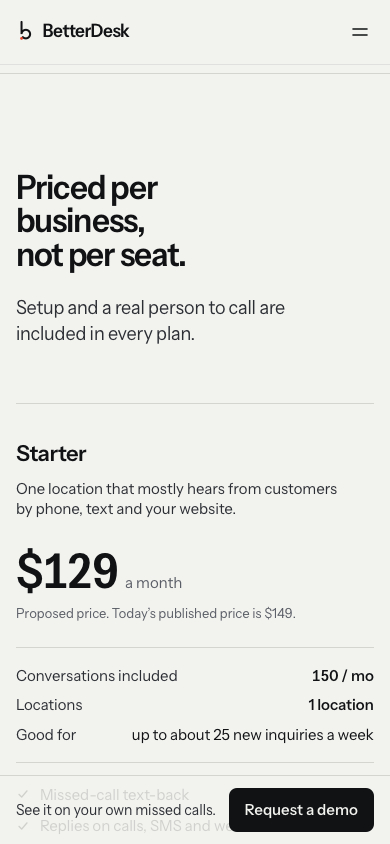 BetterDesk
Priced per
business,
not per seat.
Setup and a real person to call are
included in every plan.
Starter
One location that mostly hears from customers
by phone, text and your website.
$129 a month
Proposed price. Today’s published price is $149.
Conversations included 150 / mo
Locations 1 location
Good for up to about 25 new inquiries a week
Missed-call text-back
See it on your own missed calls. Request a demo
Replies on calls, SMS and